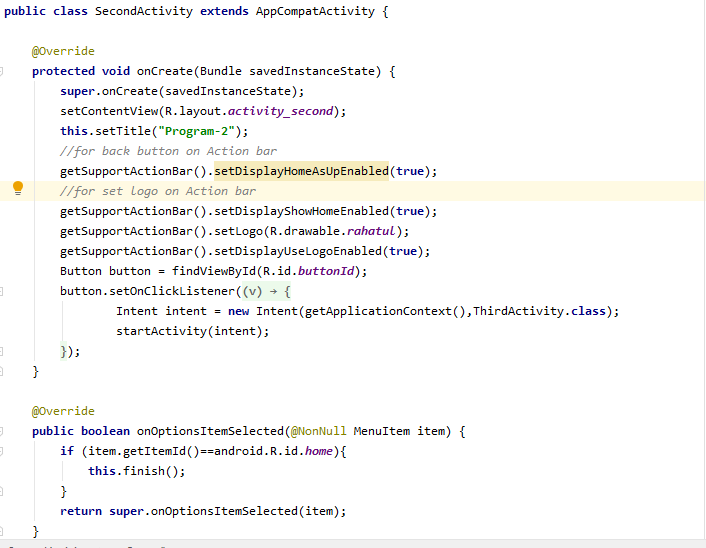 public class SecondActivity extends AppCompatActivity {
@Override
protected void onCreate(Bundle savedInstanceState) {
super.onCreate(savedInstanceState);
setContentView(R.layout.activity_second);
this.setTitle("Program-2");
//for back button on Action bar
getSupportActionBar().setDisplayHomeAsUpEnabled(true);
//for set logo on Action bar
getSupportActionBar().setDisplayShowHomeEnabled(true);
getSupportActionBar().setLogo(R.drawable.rahatul);
getSupportActionBar().setDisplayUseLogoEnabled(true);
Button button = findViewById(R.id.buttonId);
button.setOnClickListener((v) → {
Intent intent = new Intent(getApplicationContext(),ThirdActivity.class);
startActivity(intent);
});
}
@Override
public boolean onOptionsItemSelected(@NonNull MenuItem item) {
if (item.getItemId()==android.R.id.home){
this.finish();
}
return super.onOptionsItemSelected(item);
}